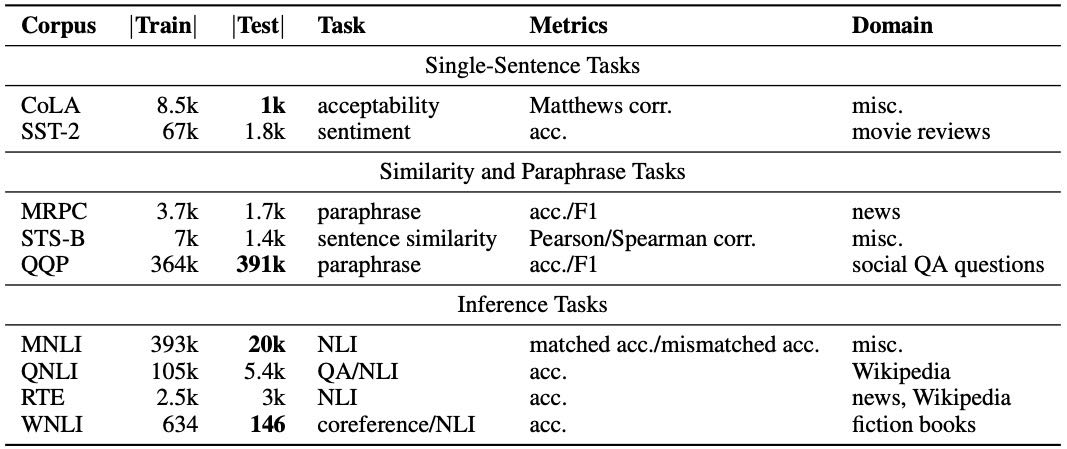 Corpus |Train| |Test| Task Metrics Domain
Single-Sentence Tasks
CoLA 8.5k 1k acceptability Matthews corr. misc.
SST-2 67k 1.8k sentiment acc. movie reviews
Similarity and Paraphrase Tasks
MRPC 3.7k 1.7k paraphrase acc./F1 news
STS-B 7k 1.4k sentence similarity Pearson/Spearman corr. misc.
QQP 364k 391k paraphrase acc./F1 social QA questions
Inference Tasks
MNLI 393k 20k NLI matched acc./mismatched acc. misc.
QNLI 105k 5.4k QA/NLI acc. Wikipedia
RTE 2.5k 3k NLI acc. news, Wikipedia
WNLI 634 146 coreference/NLI acc. fiction books